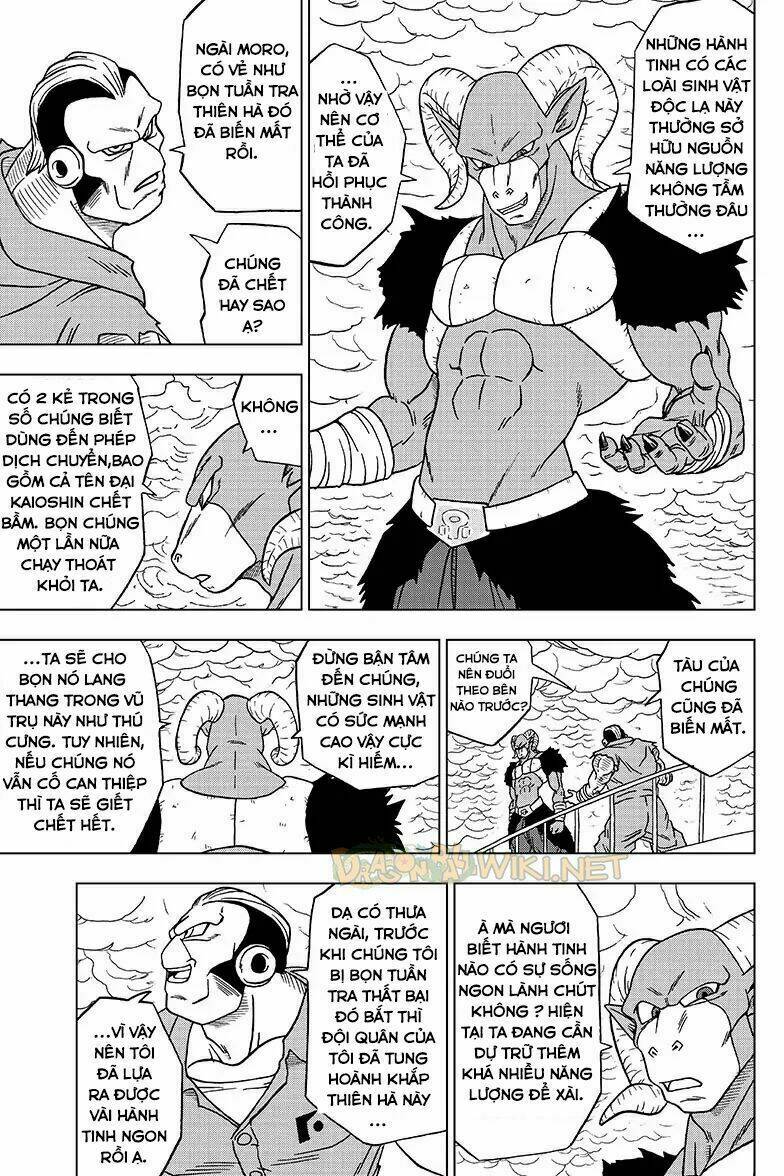 NHỮNG HÀNH
TINH CÓ CÁC
LOÀI SINH VẬT
ĐỘC LẠ NÀY
THƯỜNG SỞ
HỮU NGUỒN
NĂNG LƯỢNG
KHÔNG TẦM
THƯỜNG ĐÂU
...
...
NHỜ VẬY
NÊN CƠ
THỂ CỦA
TA ĐÃ
HỒI PHỤC
THÀNH
CÔNG.
NGÀI MORO,
CÓ VẺ NHƯ
BỌN TUẦN TRA
THIÊN HÀ ĐÓ
ĐÃ BIẾN MẤT
RỒI.
CHÚNG
ĐÃ CHẾT
HAY SAO
Ạ?
KHÔNG
...
CÓ 2 KẺ TRONG
SỐ CHÚNG BIẾT
DÙNG ĐẾN PHÉP
DỊCH CHUYỂN,BAO
GỒM CẢ TÊN ĐẠI
KAIOSHIN CHẾT
BẦM. BỌN CHÚNG
MỘT LẦN NỮA
CHẠY THOÁT
KHỎI TA.
TÀU CỦA
CHÚNG
CŨNG ĐÃ
BIẾN MẤT.
CHÚNG TA
NÊN ĐUỔI
THEO BÊN
NÀO TRƯỚC?
ĐỪNG BẬN TÂM
ĐẾN CHÚNG,
NHỮNG SINH VẬT
CÓ SỨC MẠNH
CAO VẬY CỰC
KÌ HIẾM...
...TA SẼ CHO
BỌN NÓ LANG
THANG TRONG VŨ
TRỤ NÀY NHƯ THÚ
CƯNG. TUY NHIÊN,
NẾU CHÚNG NÓ
VẪN CỐ CAN THIỆP
THÌ TA SẼ GIẾT
CHẾT HẾT.
DRAGONBALLWIKI.NET
À MÀ NGƯƠI
BIẾT HÀNH TINH
NÀO CÓ SỰ SỐNG
NGON LÀNH CHÚT
KHÔNG ? HIỆN
TẠI TA ĐANG CẦN
DỰ TRỮ THÊM
KHÁ NHIỀU NĂNG
LƯỢNG ĐỂ XÀI.
DẠ CÓ THƯA
NGÀI, TRƯỚC
KHI CHÚNG TÔI
BỊ BỌN TUẦN
TRA THẤT BẠI
ĐÓ BẮT THÌ
ĐỘI QUÂN CỦA
TÔI ĐÃ TUNG
HOÀNH KHẮP
THIÊN HÀ NÀY
...
...VÌ VẬY
NÊN TÔI
ĐÃ LỰA
RA ĐƯỢC
VÀI HÀNH
TINH NGON
RỒI Ạ.